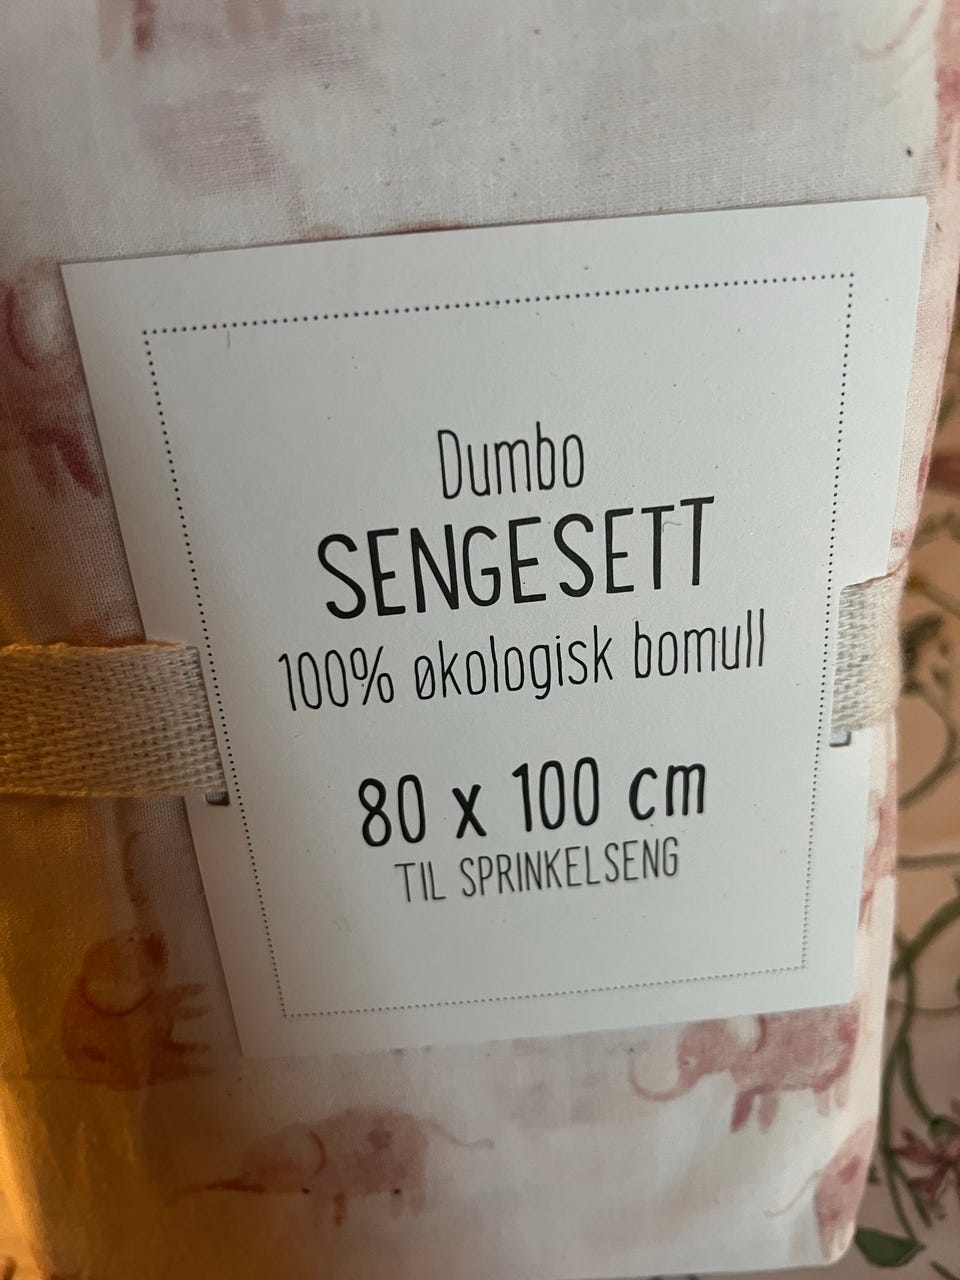 Dumbo
SENGESETT
100% økologisk bomull
80 x 100 cm
TIL SPRINKELSENG